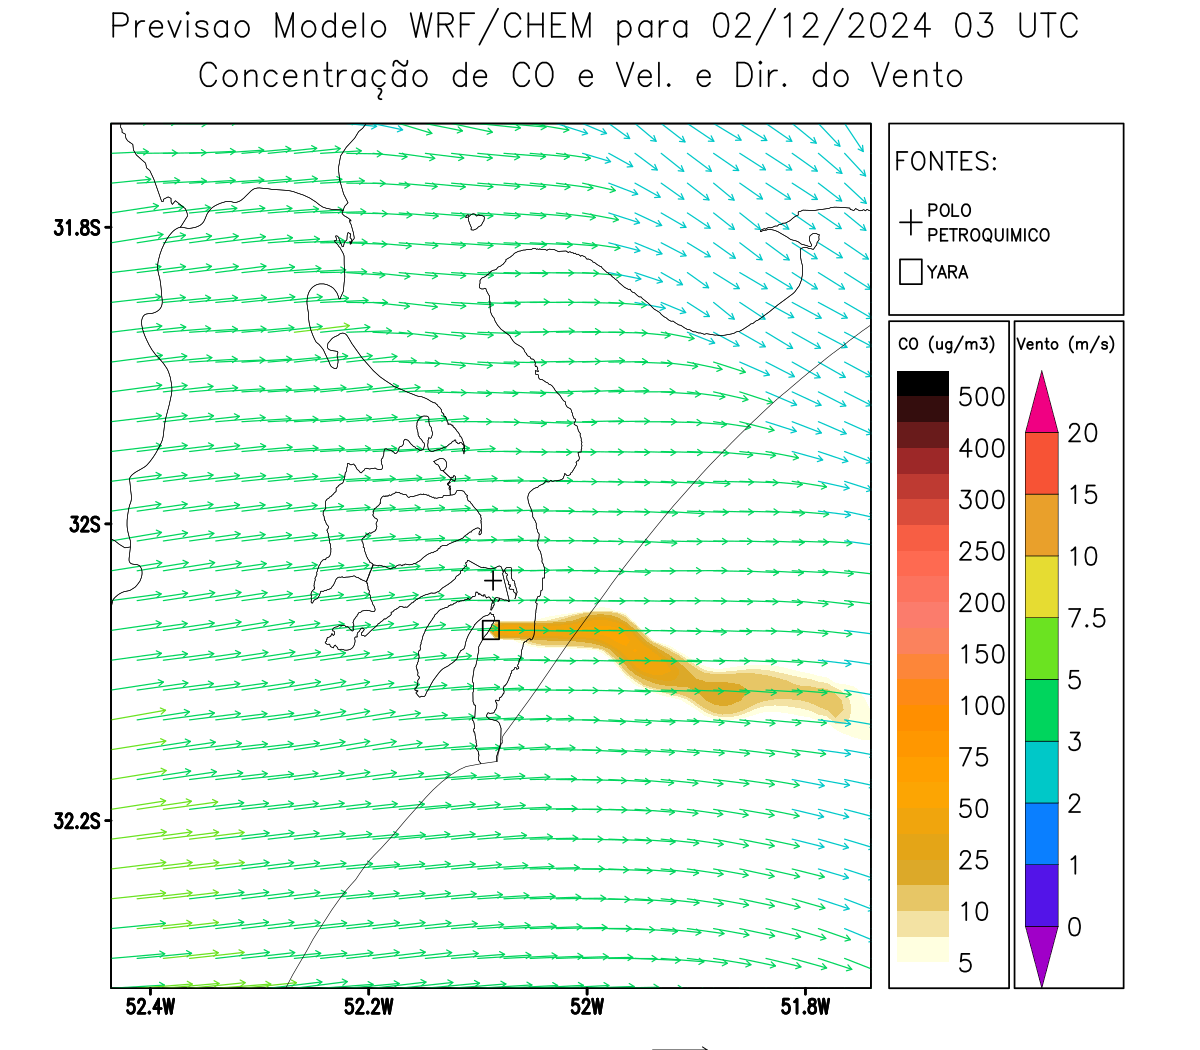 Previsao Modelo WRF/CHEM para 02/12/2024 03 UTC
Concentração de CO e Vel. e Dir. do Vento
FONTES:
POLO
PETROQUIMICO
YARA
CO (ug/m3)
500
400
300
250
200
150
100
75
50
25
10
5
Vento (m/s)
20
15
10
7.5
5
3
2
1
0
31.8S
32S
32.2S
52.4W
52.2W
52W
51.8W